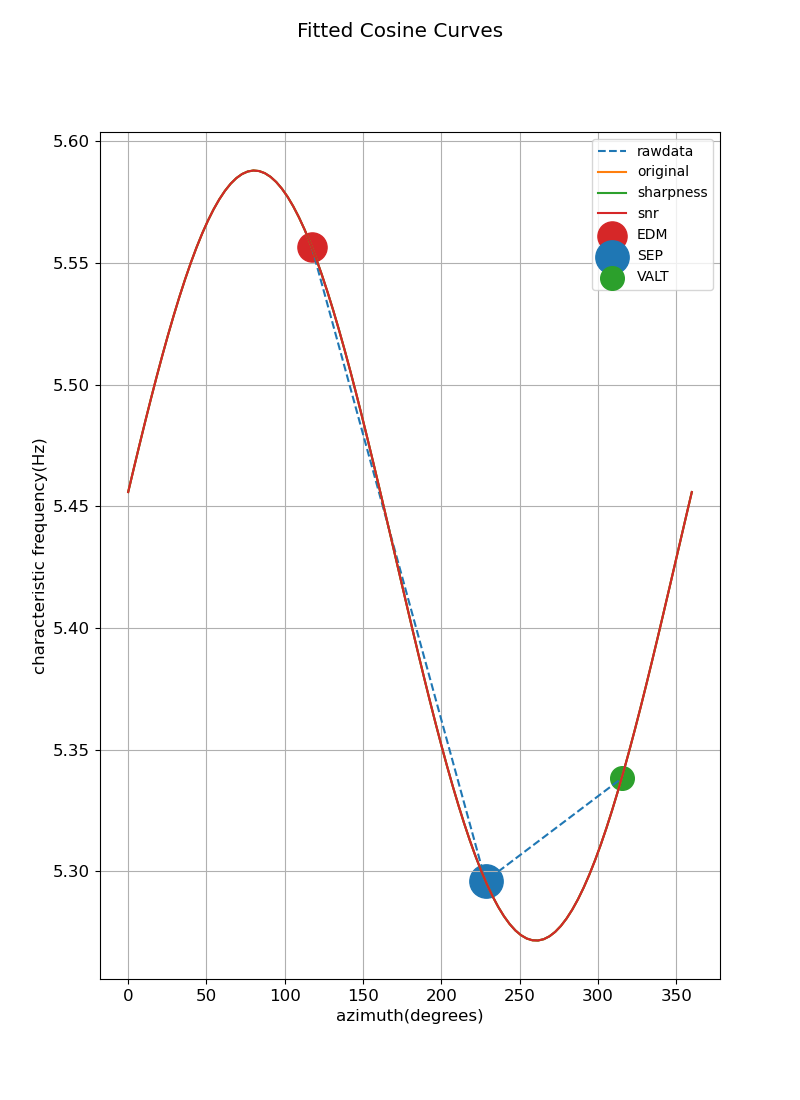 Fitted Cosine Curves
5.60
5.55
5.50
5.45
5.40
5.35
5.30
characteristic frequency(Hz)
rawdata
original
sharpness
snr
EDM
SEP
VALT
0 50 100 150 200 250 300 350
azimuth(degrees)